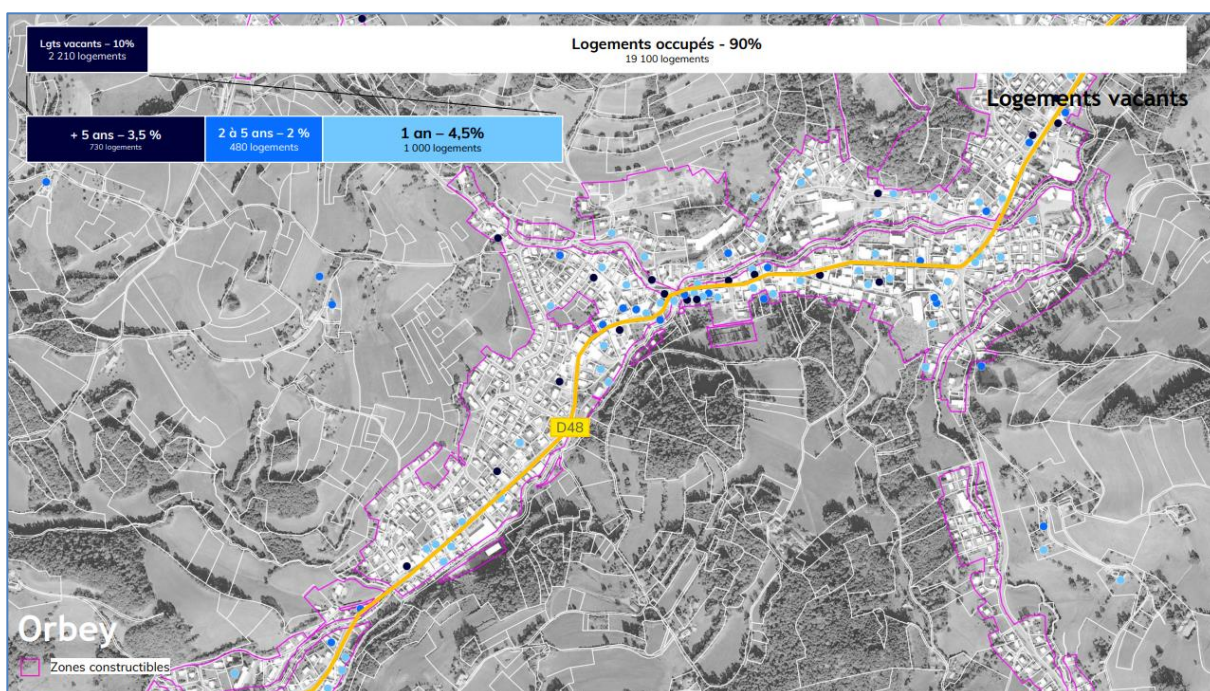 Lgts vacants – 10%
2 210 logements
Logements occupés - 90%
19 100 logements
Logements vacants
+ 5 ans – 3,5 %
730 logements
2 à 5 ans – 2 %
480 logements
1 an – 4,5%
1 000 logements
D48
Orbey
Zones constructibles